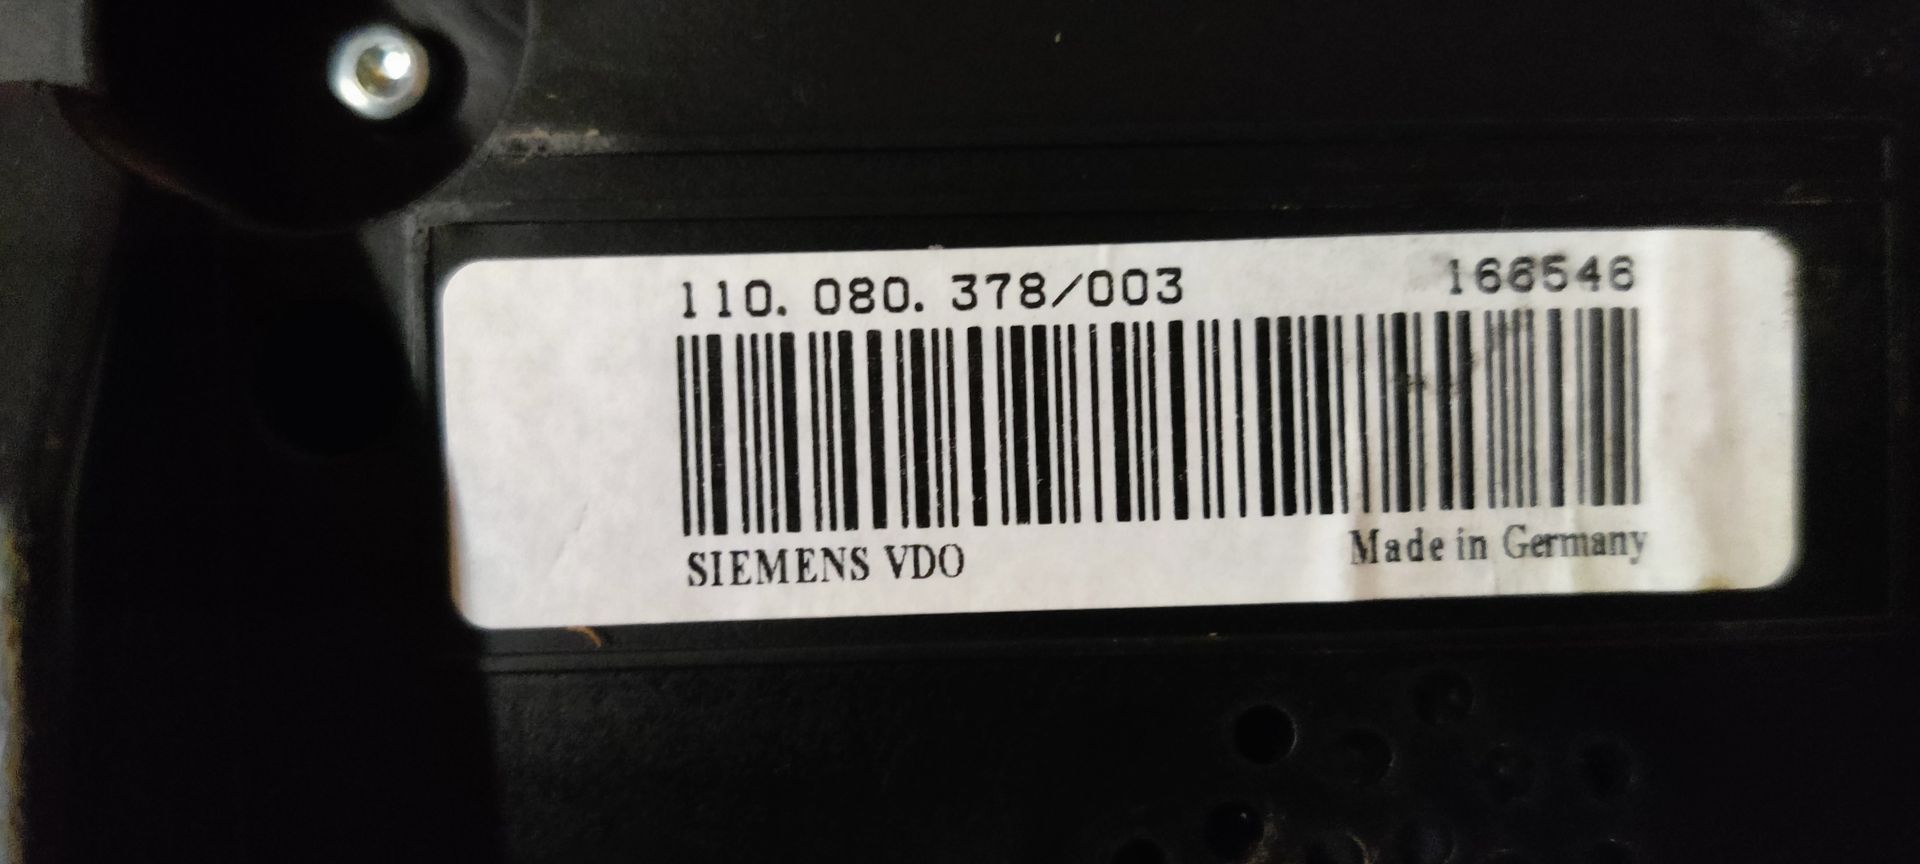 110.080.378/003 166546
SIEMENS VDO Made in Germany